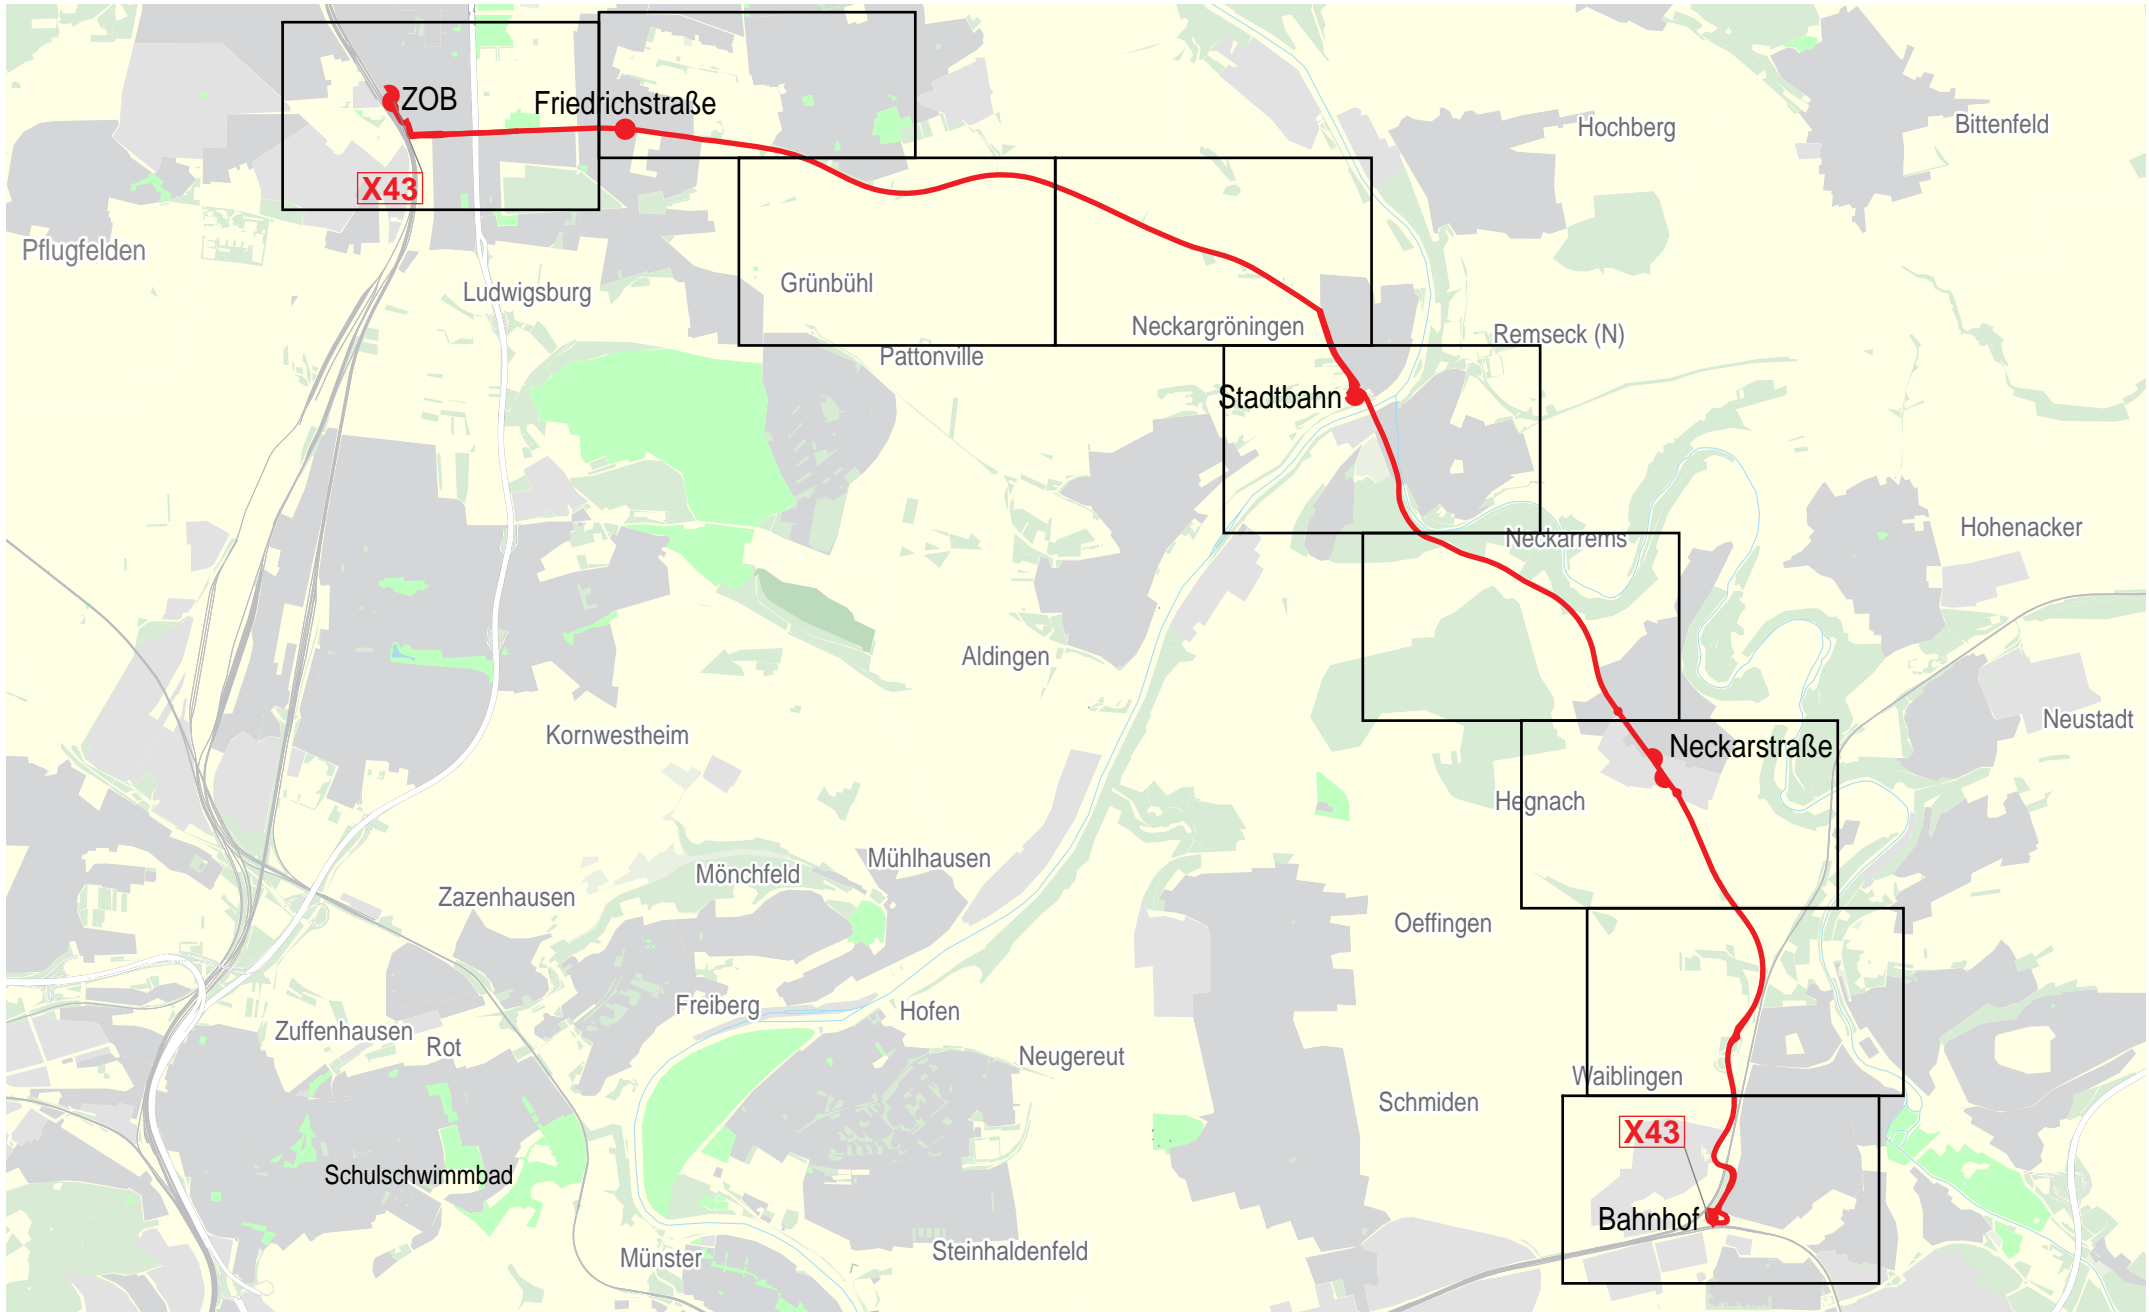 ZOB
Friedrichstraße
Hochberg
Bittenfeld
X43
Pflugfelden
Ludwigsburg
Grünbühl
Neckargröningen
Remseck (N)
Pattonville
Stadtbahn
Hohenacker
Neckarrems
Aldingen
Neustadt
Kornwestheim
Neckarstraße
Hegnach
Mühlhausen
Mönchfeld
Zazenhausen
Oeffingen
Freiberg
Hofen
Zuffenhausen
Rot
Neugereut
Waiblingen
Schmiden
X43
Schulschwimmbad
Bahnhof
Steinhaldenfeld
Münster